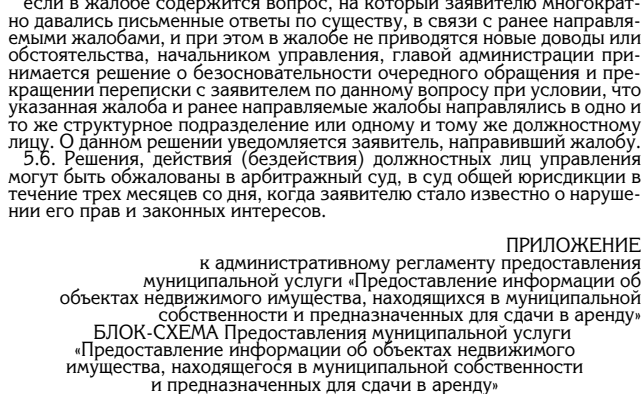 если в жалобе содержится вопрос, на который заявителю многократ-
но давались письменные ответы по существу, в связи с ранее направля-
емыми жалобами, и при этом в жалобе не приводятся новые доводы или
обстоятельства, начальником управления, главой администрации при-
нимается решение о безосновательности очередного обращения и пре-
кращении переписки с заявителем по данному вопросу при условии, что
указанная жалоба и ранее направляемые жалобы направлялись в одно и
то же структурное подразделение или одному и тому же должностному
лицу. О данном решении уведомляется заявитель, направивший жалобу.
5.6. Решения, действия (бездействия) должностных лиц управления
могут быть обжалованы в арбитражный суд, в суд общей юрисдикции в
течение трех месяцев со дня, когда заявителю стало известно о наруше-
нии его прав и законных интересов.
ПРИЛОЖЕНИЕ
к административному регламенту предоставления
муниципальной услуги «Предоставление информации об
объектах недвижимого имущества, находящихся в муниципальной
собственности и предназначенных для сдачи в аренду»
БЛОК-СХЕМА Предоставления муниципальной услуги
«Предоставление информации об объектах недвижимого
имущества, находящегося в муниципальной собственности
и предназначенных для сдачи в аренду»